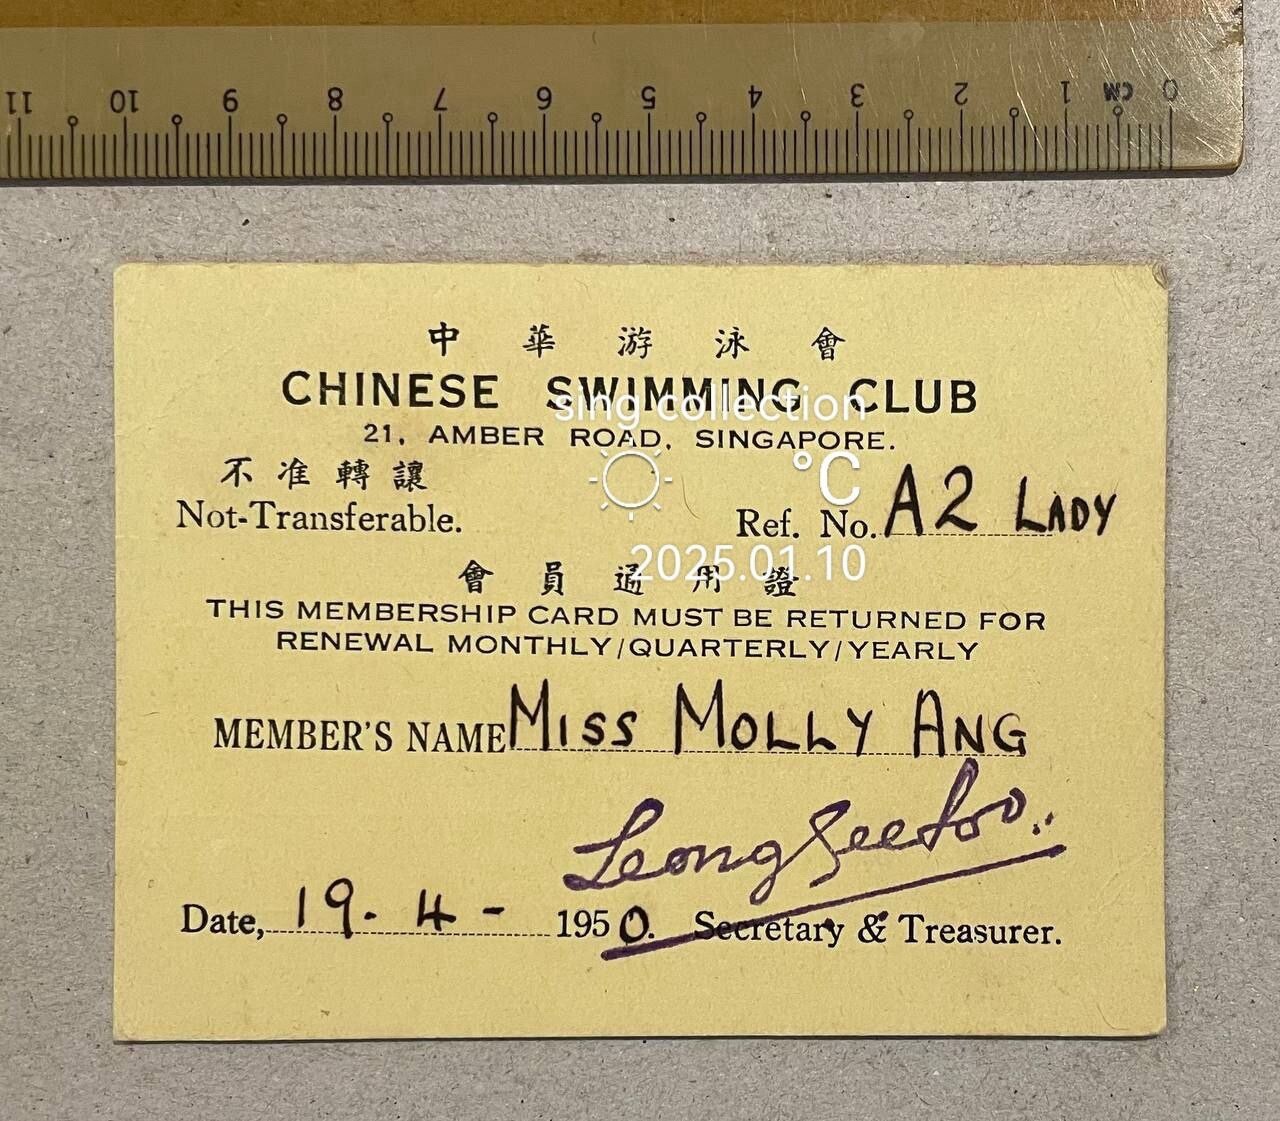 11 10 9 8 7 6 5 4 3 2 1 CM 0
中華游泳會
CHINESE SWIMMING CLUB
sing collection
21, AMBER ROAD, SINGAPORE.
不准轉讓
°C
Not-Transferable.
Ref. No. A2 LADY
2025.01.10
會員通用證
THIS MEMBERSHIP CARD MUST BE RETURNED FOR
RENEWAL MONTHLY/QUARTERLY/YEARLY
MEMBER'S NAME MISS MOLLY ANG
Leong See
Date, 19. 4 - 1950. Secretary & Treasurer.